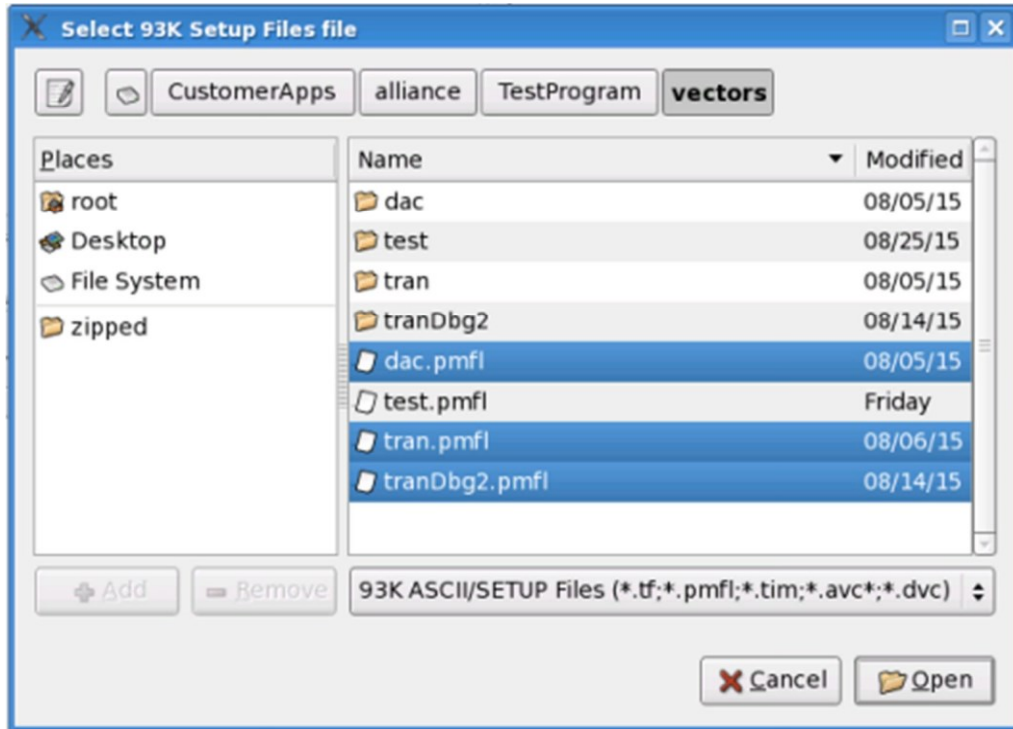 Select 93K Setup Files file
CustomerApps alliance TestProgram vectors
Places
root
Desktop
File System
zipped
Name Modified
dac 08/05/15
test 08/25/15
tran 08/05/15
tranDbg2 08/14/15
dac.pmfl 08/05/15
test.pmfl Friday
tran.pmfl 08/06/15
tranDbg2.pmfl 08/14/15
Add Remove 93K ASCII/SETUP Files (*.tf;*.pmfl;*.tim;*.avc*;*.dvc)
Cancel Open